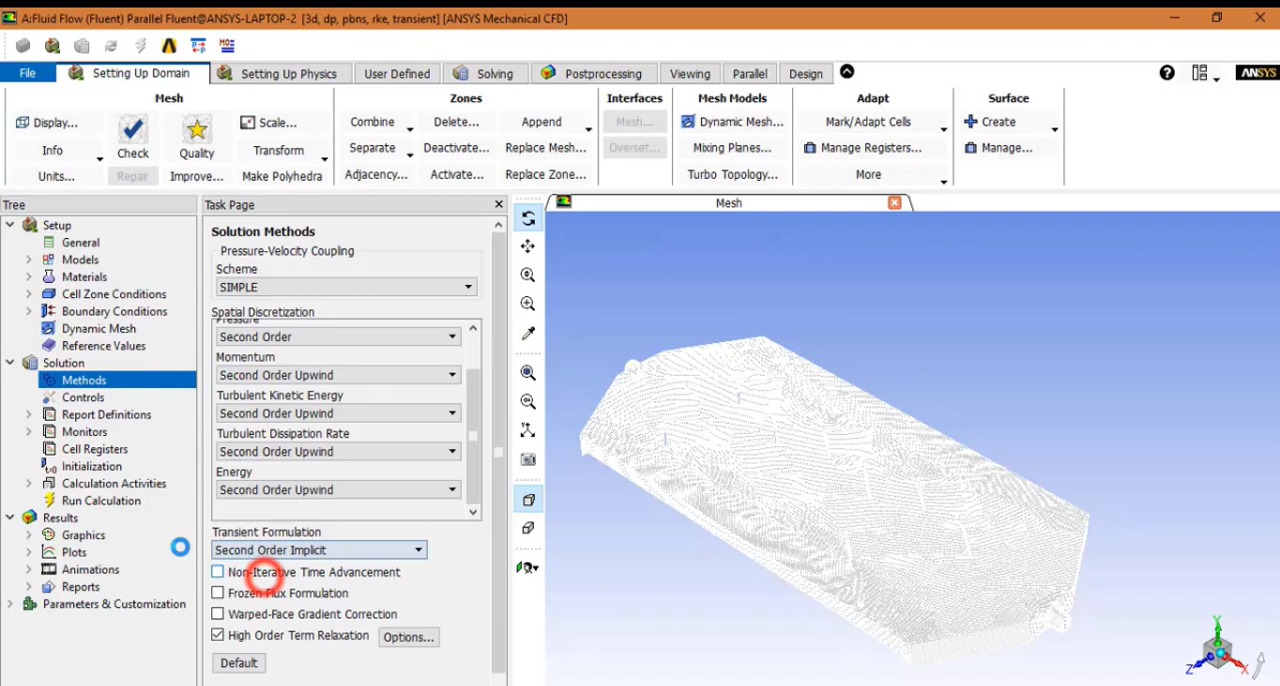 A:Fluid Flow (Fluent) Parallel Fluent@ANSYS-LAPTOP-2 [3d, dp, pbns, rke, transient] [ANSYS Mechanical CFD]
File
Setting Up Domain
Setting Up Physics
User Defined
Solving
Postprocessing
Viewing
Parallel
Design
ANSYS
Mesh
Zones
Interfaces
Mesh Models
Adapt
Surface
Display...
Info
Units...
Check
Repair
Quality
Improve...
Scale...
Transform
Make Polyhedra
Combine
Separate
Adjacency...
Delete...
Deactivate...
Activate...
Append
Replace Mesh...
Replace Zone...
Mesh...
Overset...
Dynamic Mesh...
Mixing Planes...
Turbo Topology...
Mark/Adapt Cells
Manage Registers...
More
Create
Manage...
Tree
Setup
General
Models
Materials
Cell Zone Conditions
Boundary Conditions
Dynamic Mesh
Reference Values
Solution
Methods
Controls
Report Definitions
Monitors
Cell Registers
Initialization
Calculation Activities
Run Calculation
Results
Graphics
Plots
Animations
Reports
Parameters & Customization
Task Page
Solution Methods
Pressure-Velocity Coupling
Scheme
SIMPLE
Spatial Discretization
Pressure
Second Order
Momentum
Second Order Upwind
Turbulent Kinetic Energy
Second Order Upwind
Turbulent Dissipation Rate
Second Order Upwind
Energy
Second Order Upwind
Transient Formulation
Second Order Implicit
Non-Iterative Time Advancement
Frozen Flux Formulation
Warped-Face Gradient Correction
High Order Term Relaxation
Options...
Default
Mesh
Y
Z
X